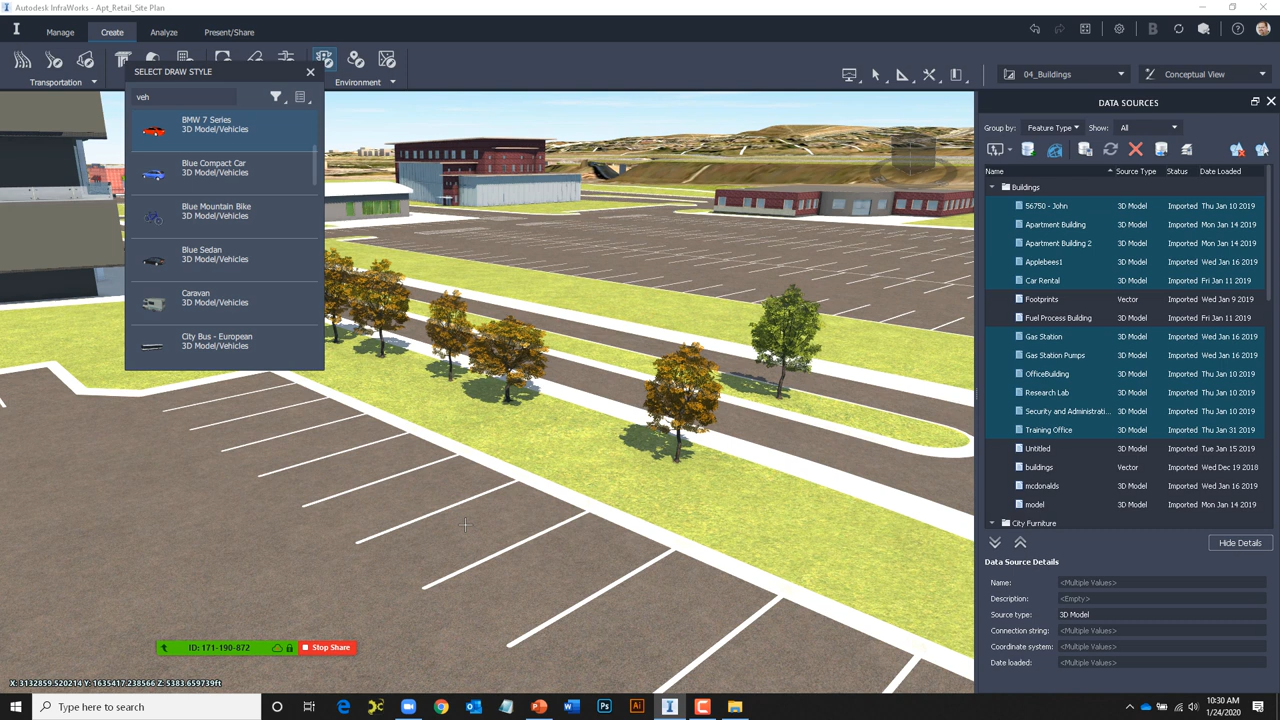 Autodesk InfraWorks - Apt_Retail_Site Plan
Manage
Create
Analyze
Present/Share
Transportation
Environment
04_Buildings
Conceptual View
SELECT DRAW STYLE
veh
BMW 7 Series
3D Model/Vehicles
Blue Compact Car
3D Model/Vehicles
Blue Mountain Bike
3D Model/Vehicles
Blue Sedan
3D Model/Vehicles
Caravan
3D Model/Vehicles
City Bus - European
3D Model/Vehicles
DATA SOURCES
Group by: Feature Type Show: All
Name Source Type Status Date Loaded
Buildings
56750 - John 3D Model Imported Thu Jan 10 2019
Apartment Building 3D Model Imported Mon Jan 14 2019
Apartment Building 2 3D Model Imported Mon Jan 14 2019
Applebees1 3D Model Imported Wed Jan 16 2019
Car Rental 3D Model Imported Fri Jan 11 2019
Footprints Vector Imported Wed Jan 9 2019
Fuel Process Building 3D Model Imported Fri Jan 11 2019
Gas Station 3D Model Imported Wed Jan 16 2019
Gas Station Pumps 3D Model Imported Wed Jan 16 2019
OfficeBuilding 3D Model Imported Thu Jan 10 2019
Research Lab 3D Model Imported Thu Jan 10 2019
Security and Administrati... 3D Model Imported Thu Jan 10 2019
Training Office 3D Model Imported Thu Jan 31 2019
Untitled 3D Model Imported Tue Jan 15 2019
buildings Vector Imported Wed Dec 19 2018
mcdonalds 3D Model Imported Wed Jan 16 2019
model 3D Model Imported Thu Jan 10 2019
City Furniture
Hide Details
Data Source Details
Name: <Multiple Values>
Description: <Empty>
Source type: 3D Model
Connection string: <Multiple Values>
Coordinate system: <Multiple Values>
Date loaded: <Multiple Values>
ID: 171-190-872
Stop Share
X: 3132859.520214 Y: 1635417.238566 Z: 5383.659739ft
Type here to search
10:30 AM
1/24/2020